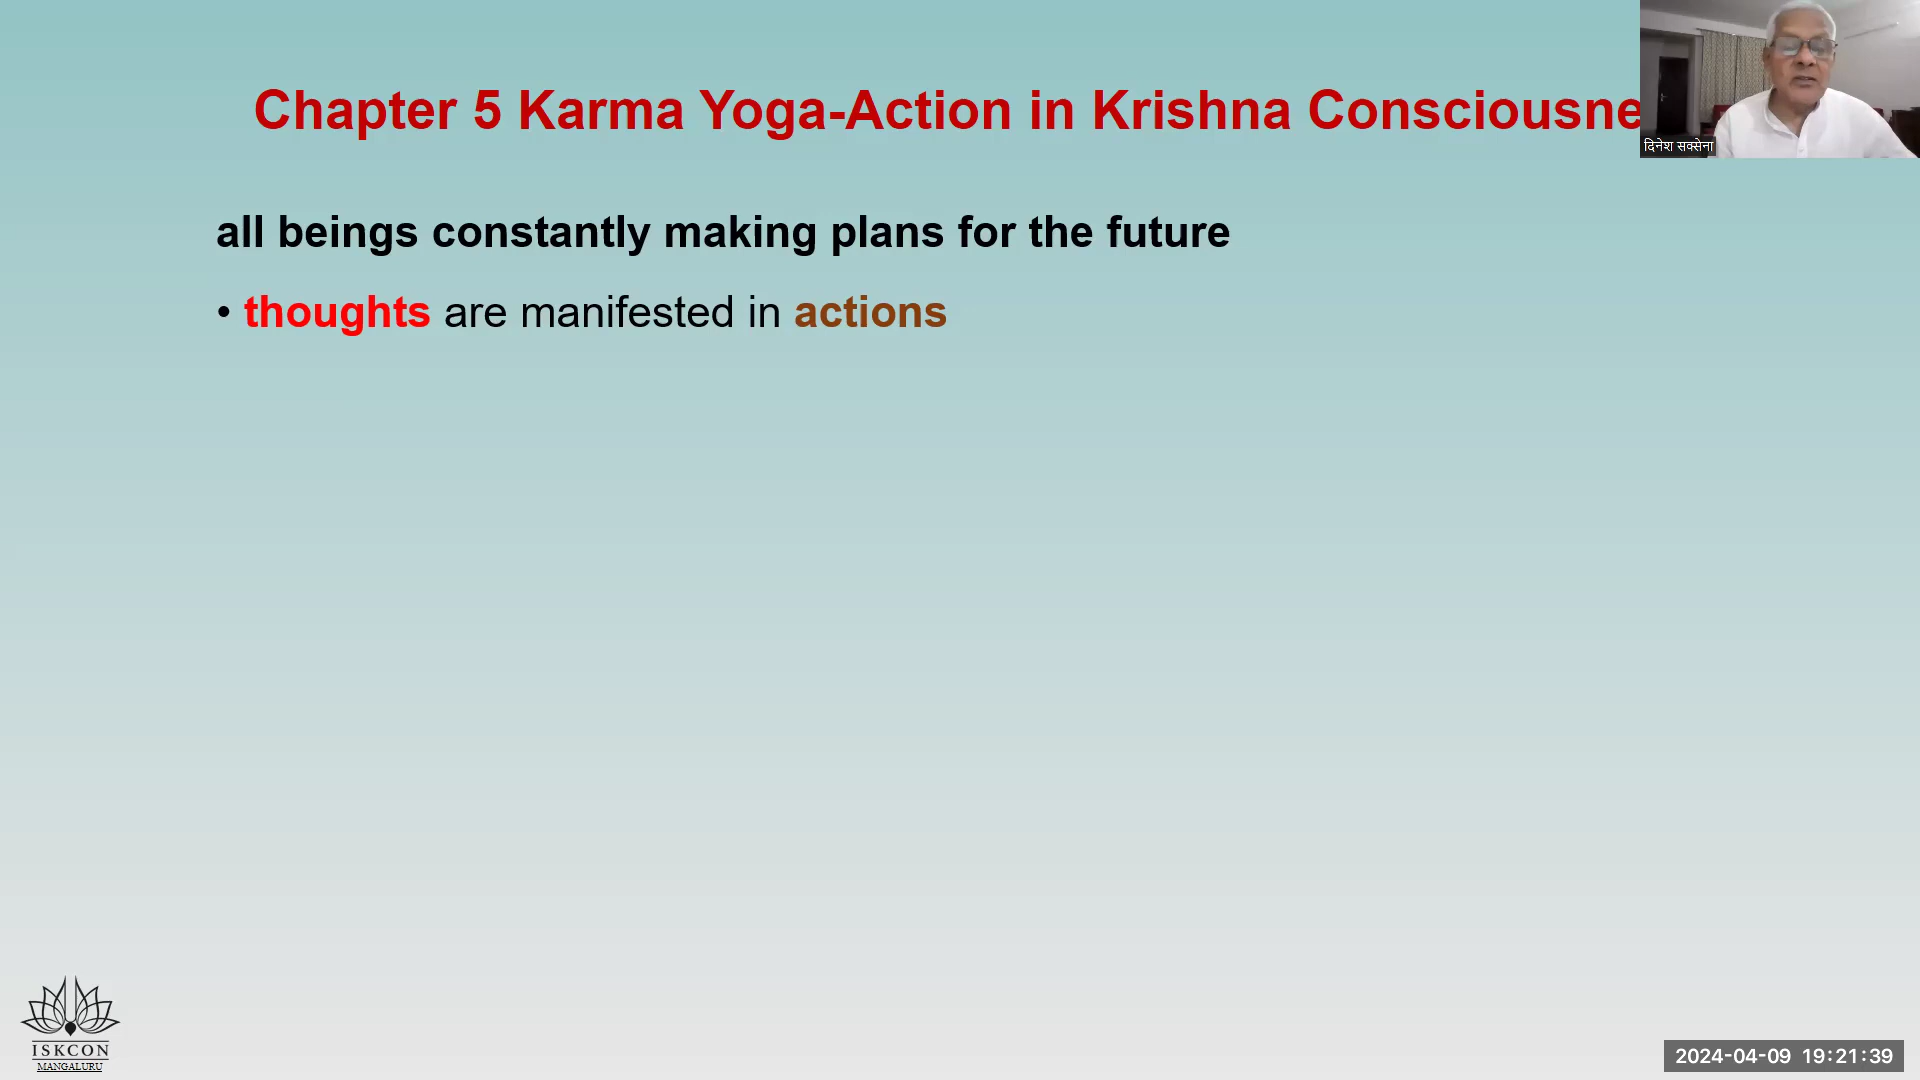 Chapter 5 Karma Yoga-Action in Krishna Consciousne
दिनेश सक्सेना
all beings constantly making plans for the future
• thoughts are manifested in actions
ISKCON
MANGALURU
2024-04-09 19:21:39